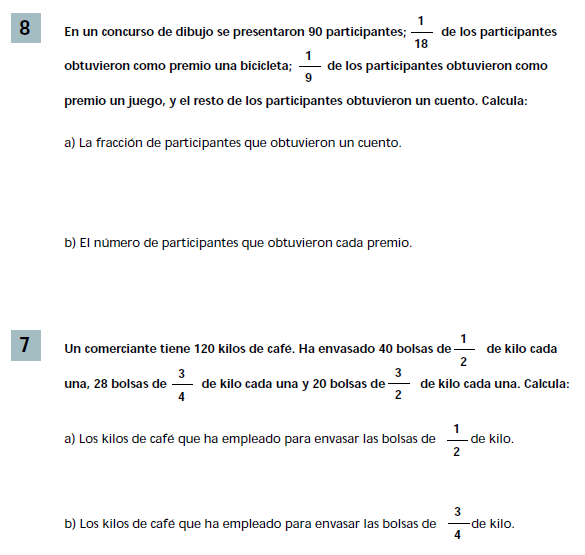 8 En un concurso de dibujo se presentaron 90 participantes; 1/18 de los participantes
obtuvieron como premio una bicicleta; 1/9 de los participantes obtuvieron como
premio un juego, y el resto de los participantes obtuvieron un cuento. Calcula:
a) La fracción de participantes que obtuvieron un cuento.
b) El número de participantes que obtuvieron cada premio.
7 Un comerciante tiene 120 kilos de café. Ha envasado 40 bolsas de 1/2 de kilo cada
una, 28 bolsas de 3/4 de kilo cada una y 20 bolsas de 3/2 de kilo cada una. Calcula:
a) Los kilos de café que ha empleado para envasar las bolsas de 1/2 de kilo.
b) Los kilos de café que ha empleado para envasar las bolsas de 3/4 de kilo.